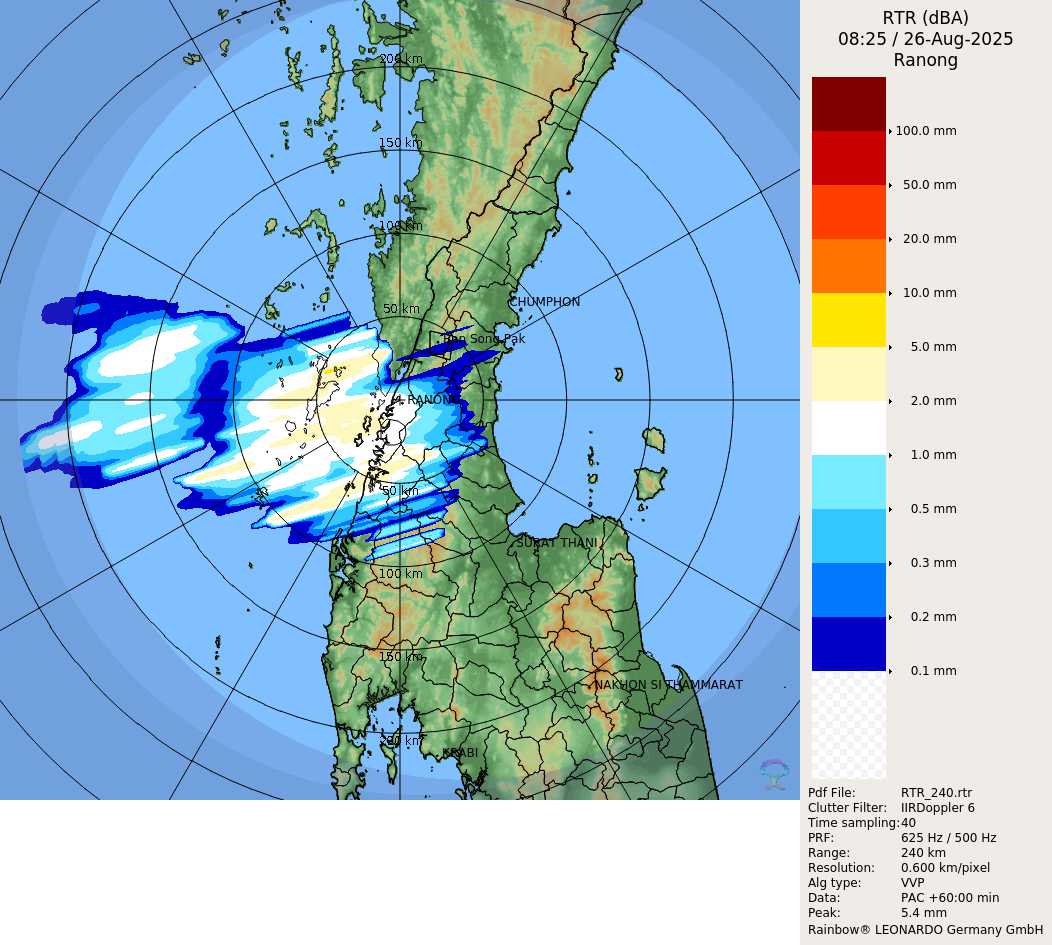 RTR (dBA)
08:25 / 26-Aug-2025
Ranong
200 km
150 km
100 km
50 km
CHUMPHON
Ban Song Pak
RANONG
50 km
SURAT THANI
100 km
150 km
NAKHON SI THAMMARAT
200 km
KRABI
100.0 mm
50.0 mm
20.0 mm
10.0 mm
5.0 mm
2.0 mm
1.0 mm
0.5 mm
0.3 mm
0.2 mm
0.1 mm
Pdf File: RTR_240.rtr
Clutter Filter: IIRDoppler 6
Time sampling:40
PRF: 625 Hz / 500 Hz
Range: 240 km
Resolution: 0.600 km/pixel
Alg type: VVP
Data: PAC +60:00 min
Peak: 5.4 mm
Rainbow® LEONARDO Germany GmbH